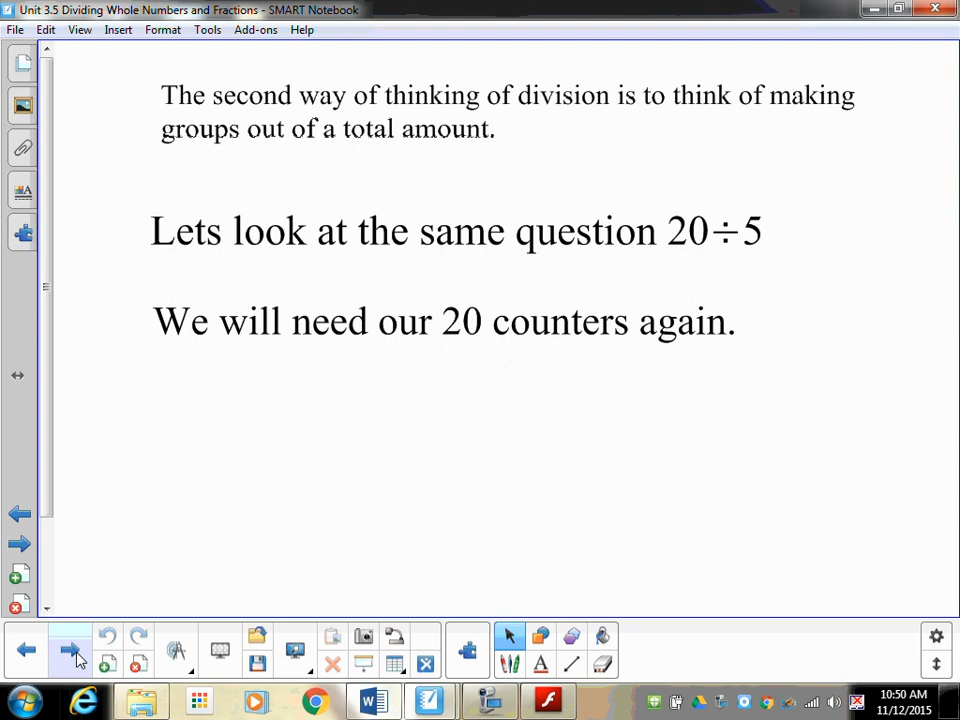 Unit 3.5 Dividing Whole Numbers and Fractions - SMART Notebook
File Edit View Insert Format Tools Add-ons Help
The second way of thinking of division is to think of making
groups out of a total amount.
Lets look at the same question 20÷5
We will need our 20 counters again.
10:50 AM
11/12/2015